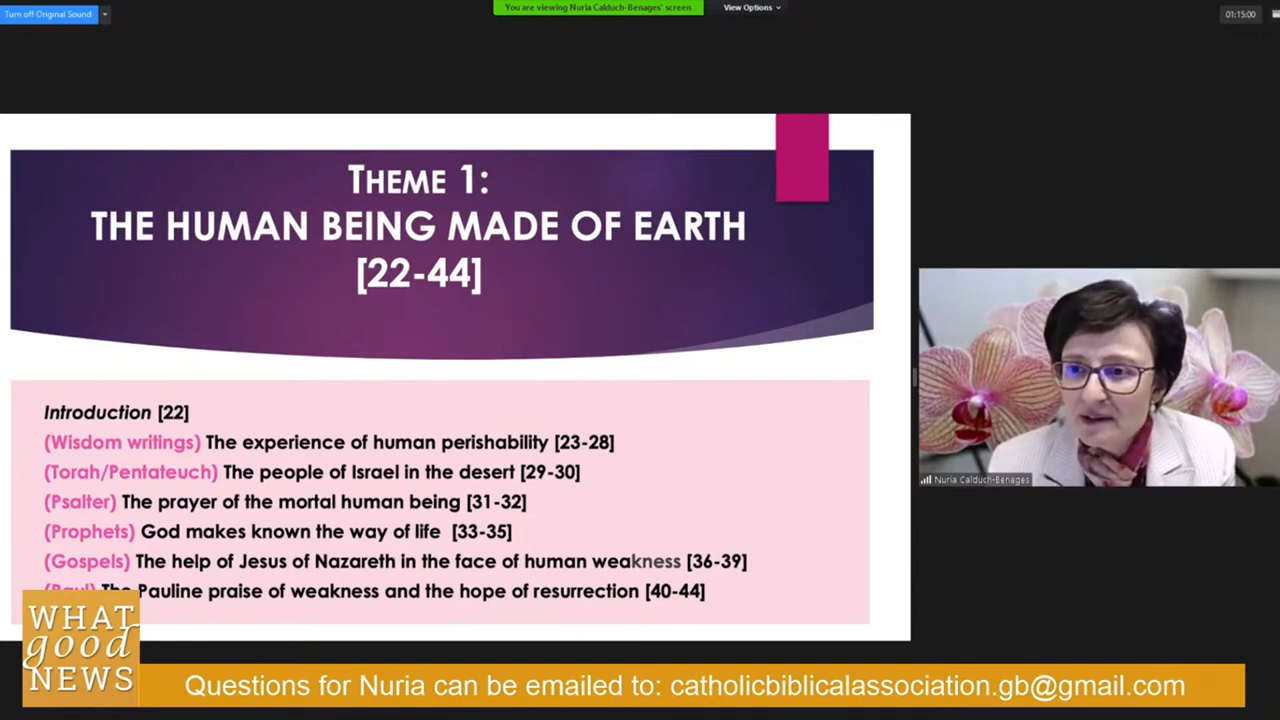 Turn off Original Sound
You are viewing Nuria Calduch-Benages' screen
View Options
01:15:00
THEME 1:
THE HUMAN BEING MADE OF EARTH
[22-44]
Introduction [22]
(Wisdom writings) The experience of human perishability [23-28]
(Torah/Pentateuch) The people of Israel in the desert [29-30]
(Psalter) The prayer of the mortal human being [31-32]
(Prophets) God makes known the way of life [33-35]
(Gospels) The help of Jesus of Nazareth in the face of human weakness [36-39]
(Paul) The Pauline praise of weakness and the hope of resurrection [40-44]
Nuria Calduch-Benages
WHAT
good
NEWS
Questions for Nuria can be emailed to: catholicbiblicalassociation.gb@gmail.com